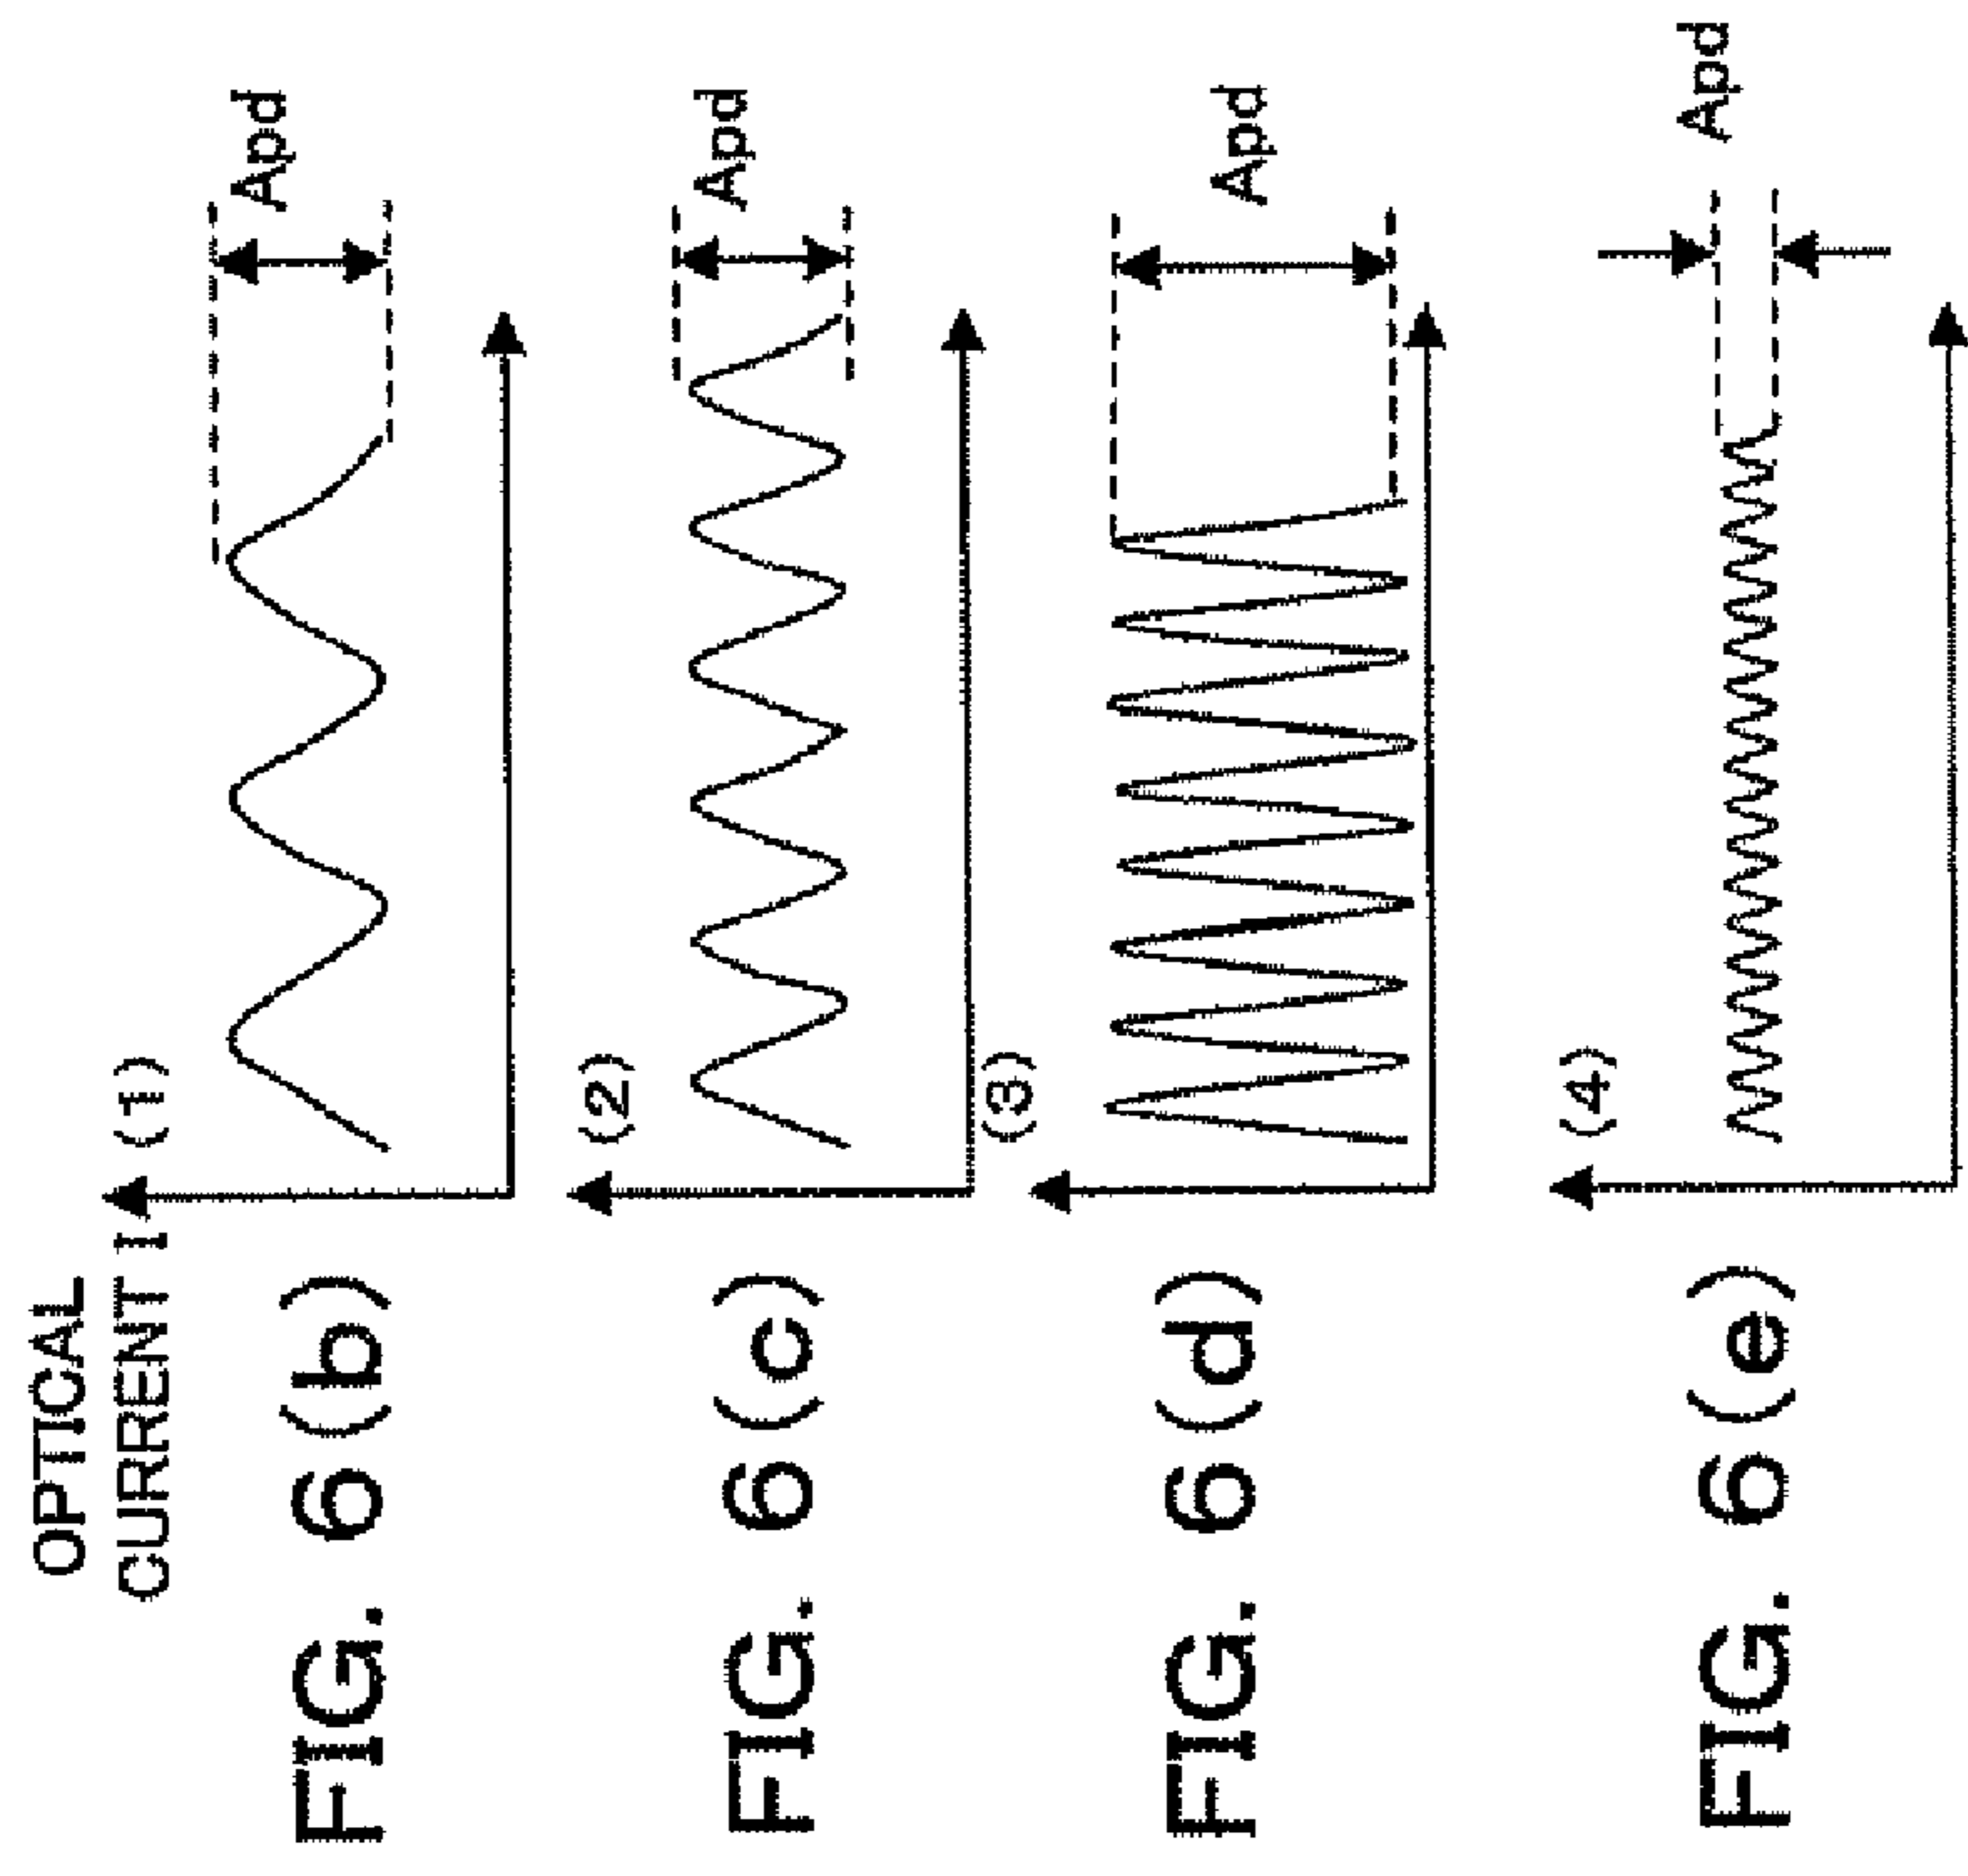 OPTICAL
CURRENT I
(1)
Apd
FIG. 6(b)
(2)
Apd
FIG. 6(c)
(3)
Apd
FIG. 6(d)
(4)
Apd
FIG. 6(e)